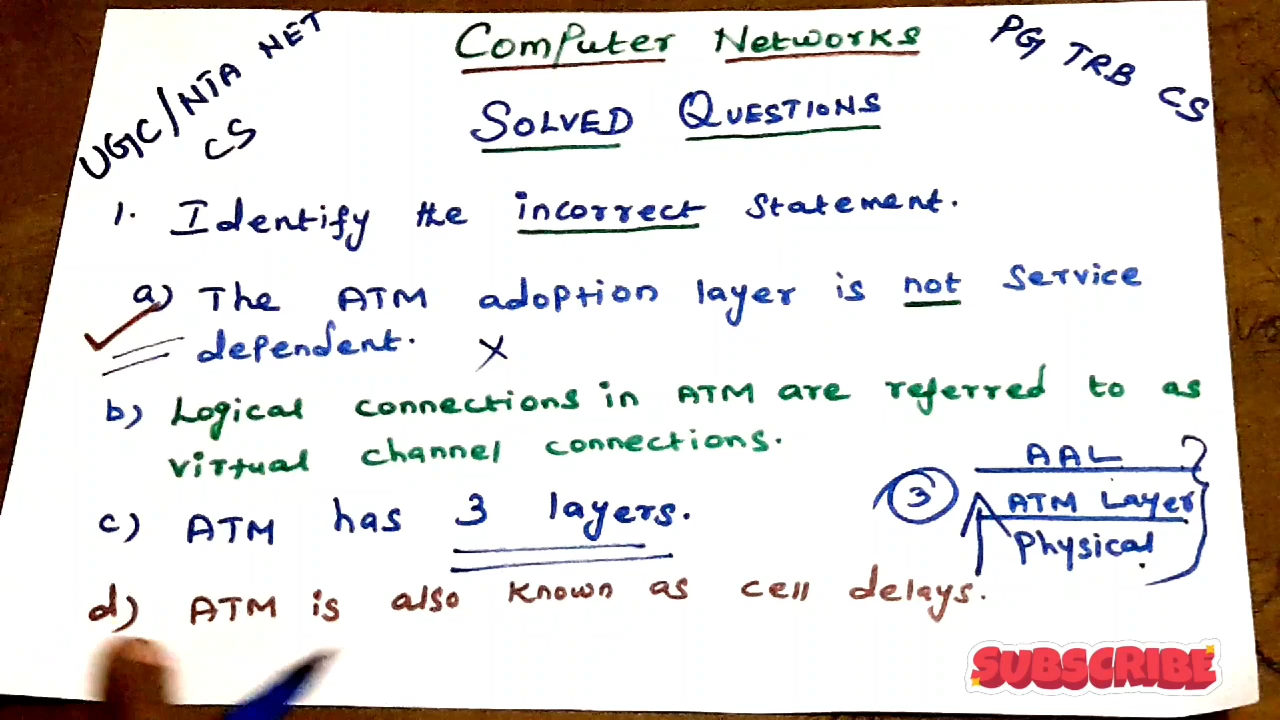 UGC/NTA NET
CS
Computer Networks
PG TRB CS
Solved Questions
1. Identify the incorrect statement.
a) The ATM adoption layer is not service
dependent. X
b) Logical connections in ATM are referred to as
virtual channel connections.
c) ATM has 3 layers.
3
AAL
ATM Layer
Physical
d) ATM is also known as cell delays.
SUBSCRIBE